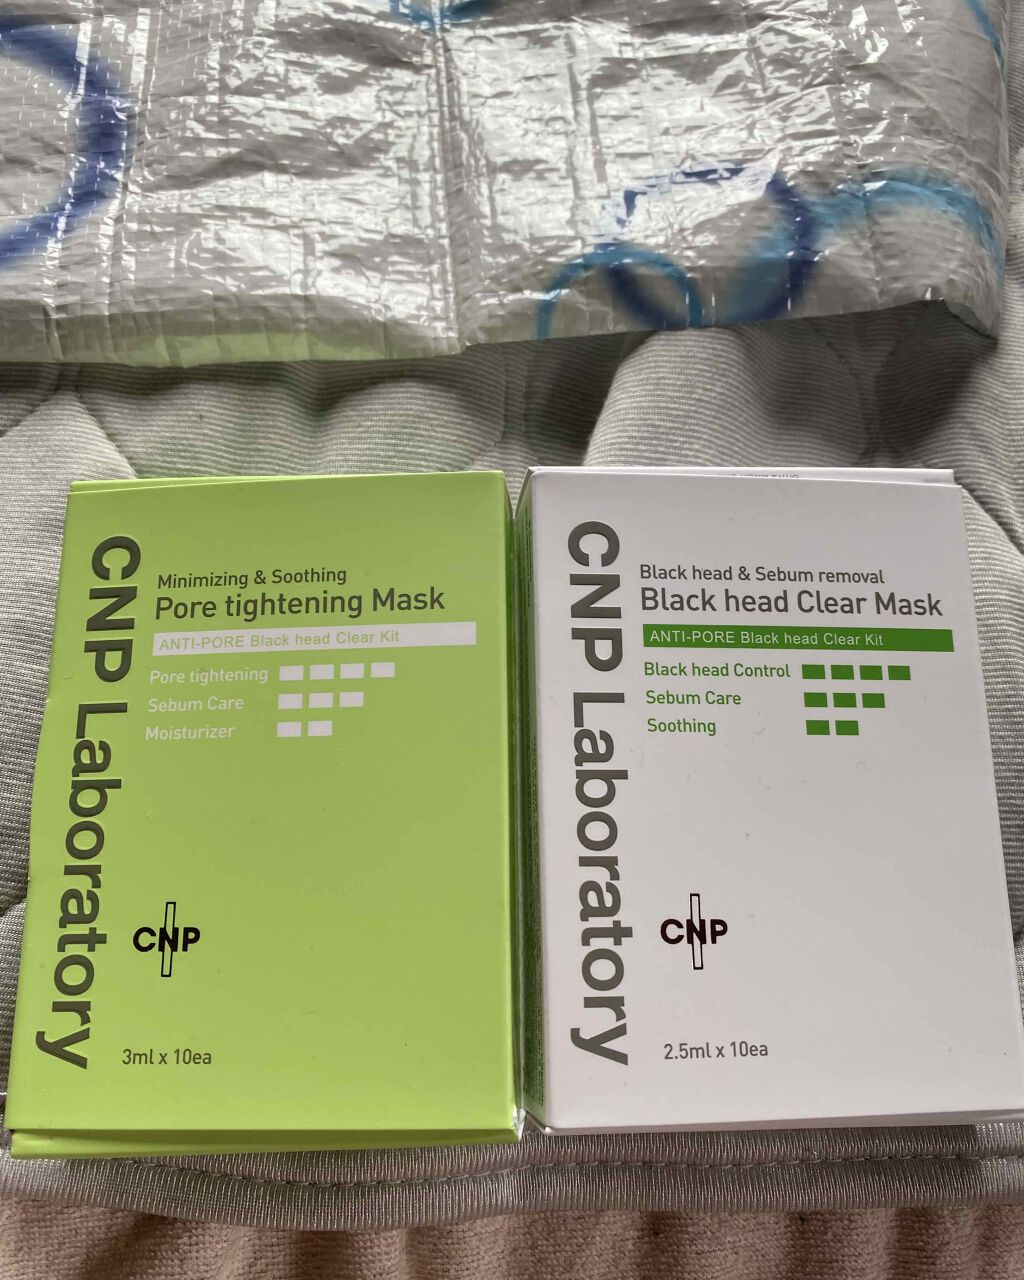 CNP Laboratory
Minimizing & Soothing
Pore tightening Mask
ANTI-PORE Black head Clear Kit
Pore tightening
Sebum Care
Moisturizer
CNP
3ml x 10ea
CNP Laboratory
Black head & Sebum removal
Black head Clear Mask
ANTI-PORE Black head Clear Kit
Black head Control
Sebum Care
Soothing
CNP
2.5ml x 10ea